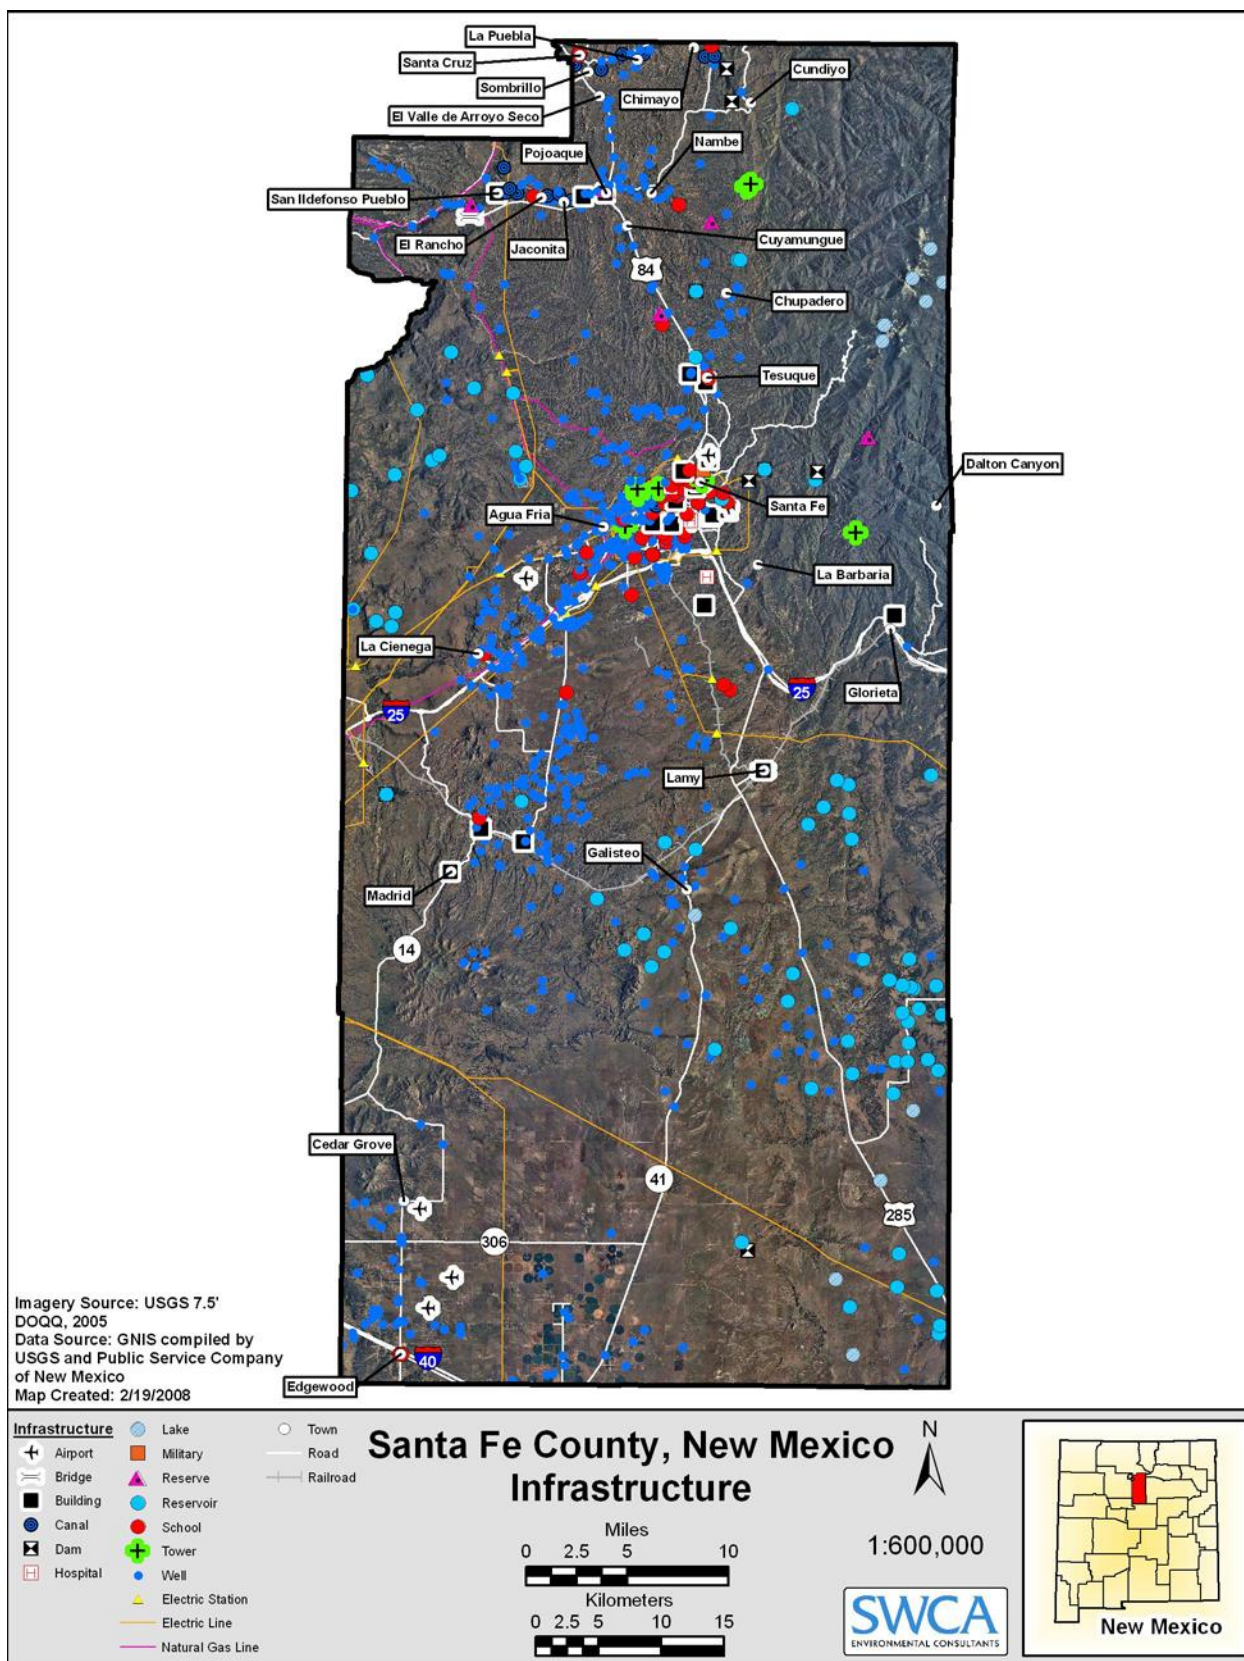 La Puebla
Santa Cruz
Cundiyo
Sombrillo
Chimayo
El Valle de Arroyo Seco
Pojoaque
Nambe
San Ildefonso Pueblo
El Rancho
Jaconita
Cuyamungue
84
Chupadero
Tesuque
Dalton Canyon
Santa Fe
Agua Fria
La Barbaria
H
La Cienega
Glorieta
25
25
Lamy
Galisteo
Madrid
14
Cedar Grove
41
285
306
40
Edgewood
Imagery Source: USGS 7.5'
DOQQ, 2005
Data Source: GNIS compiled by
USGS and Public Service Company
of New Mexico
Map Created: 2/19/2008
Infrastructure
Airport
Bridge
Building
Canal
Dam
H Hospital
Lake
Military
Reserve
Reservoir
School
Tower
Well
Electric Station
Electric Line
Natural Gas Line
Town
Road
Railroad
Santa Fe County, New Mexico
Infrastructure
Miles
0 2.5 5 10
Kilometers
0 2.5 5 10 15
N
1:600,000
SWCA
ENVIRONMENTAL CONSULTANTS
New Mexico